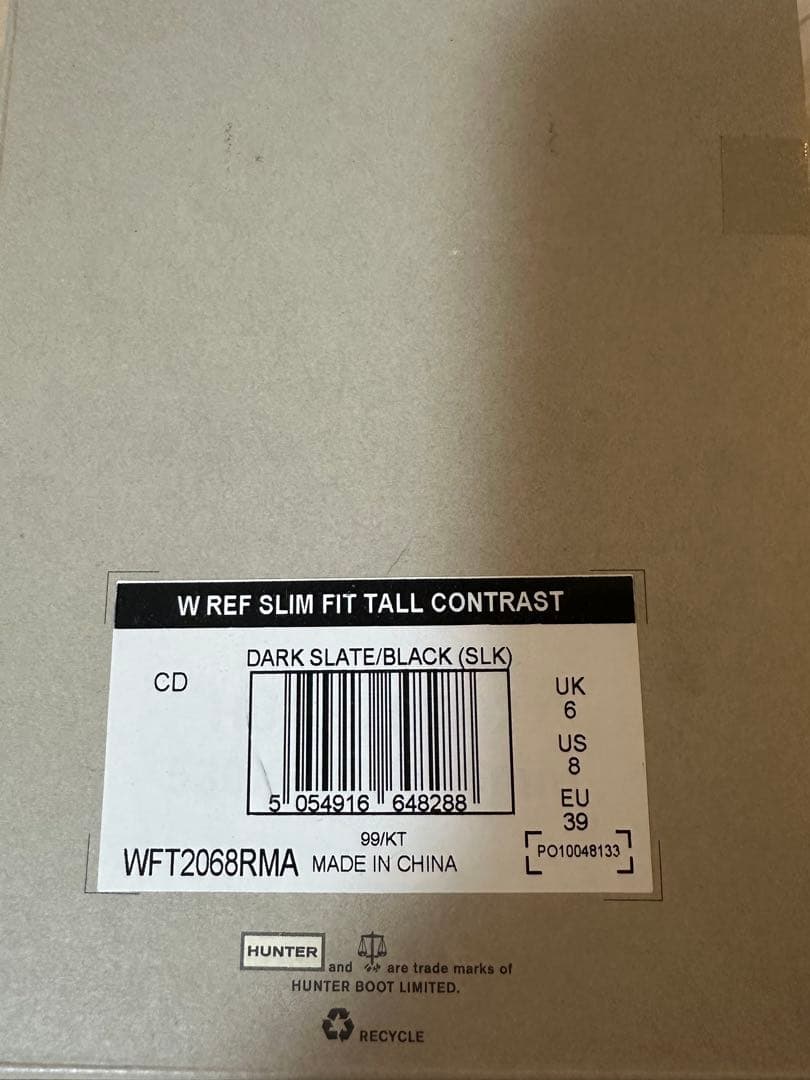 W REF SLIM FIT TALL CONTRAST
DARK SLATE/BLACK (SLK)
CD
UK
6
US
8
EU
39
5 054916 648288
99/KT
WFT2068RMA MADE IN CHINA
PO10048133
HUNTER and are trade marks of
HUNTER BOOT LIMITED.
RECYCLE